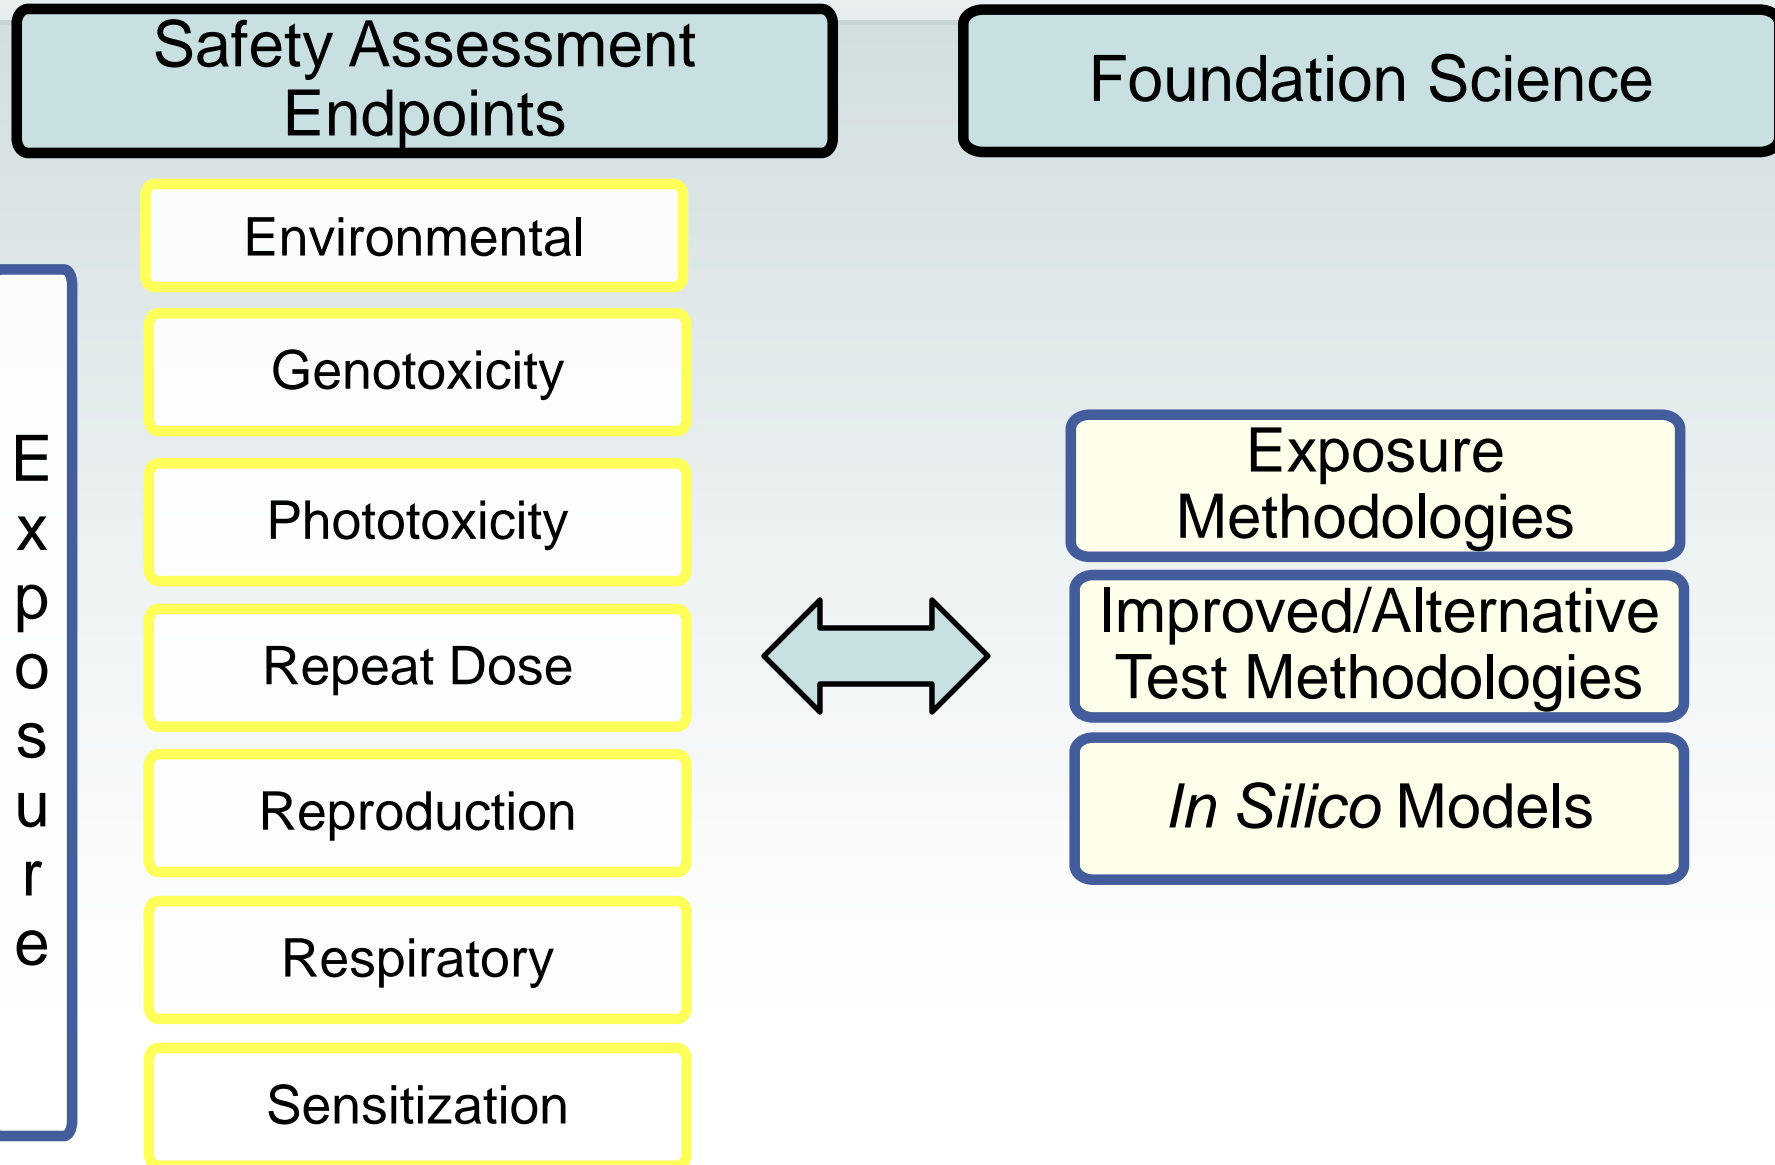 Safety Assessment
Endpoints
Foundation Science
Exposure
Environmental
Genotoxicity
Phototoxicity
Repeat Dose
Reproduction
Respiratory
Sensitization
Exposure
Methodologies
Improved/Alternative
Test Methodologies
In Silico Models